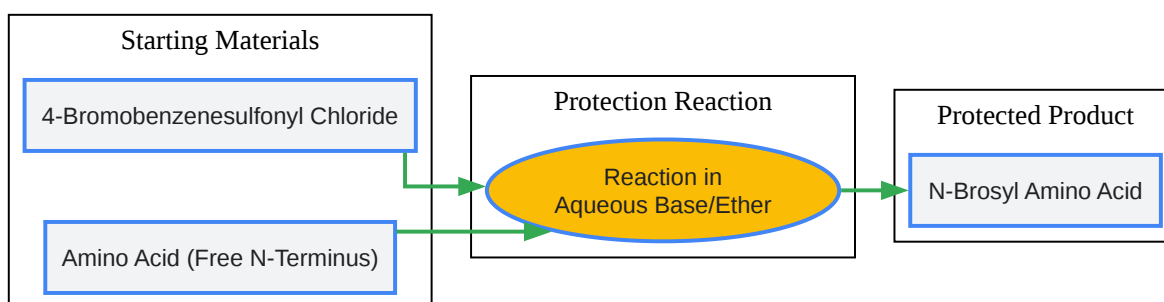 Starting Materials
4-Bromobenzenesulfonyl Chloride
Amino Acid (Free N-Terminus)
Protection Reaction
Reaction in
Aqueous Base/Ether
Protected Product
N-Brosyl Amino Acid